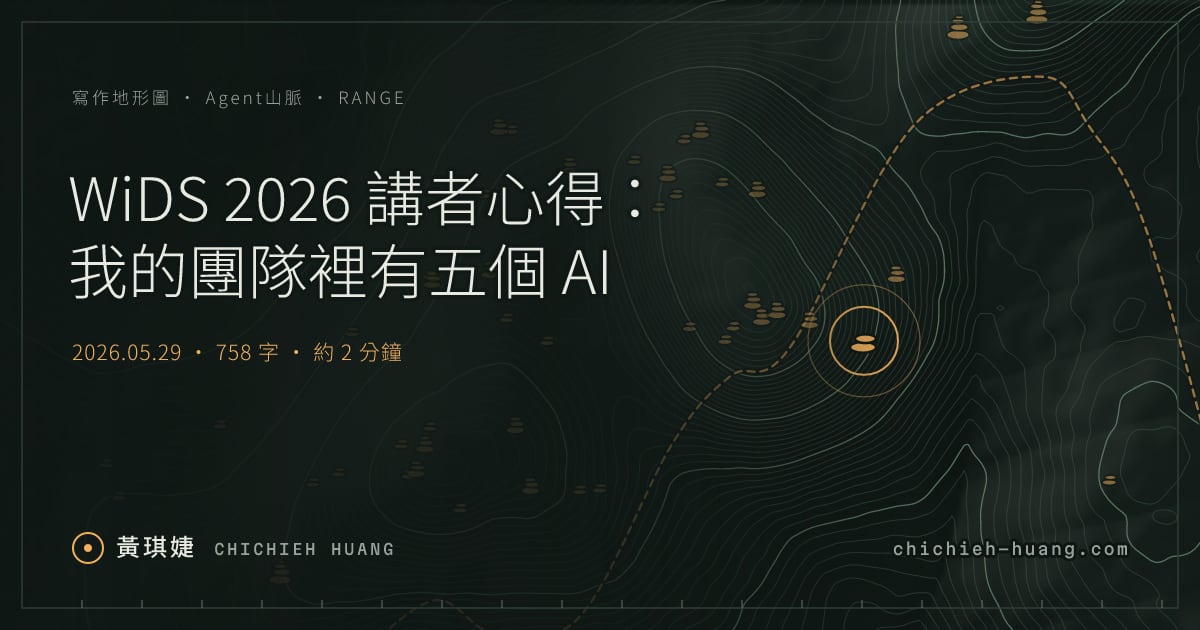 寫作地形圖 · Agent山脈 · RANGE
WiDS 2026 講者心得：
我的團隊裡有五個 AI
2026.05.29 · 758 字 · 約 2 分鐘
黃琪婕 CHICHIEH HUANG
chichieh-huang.com